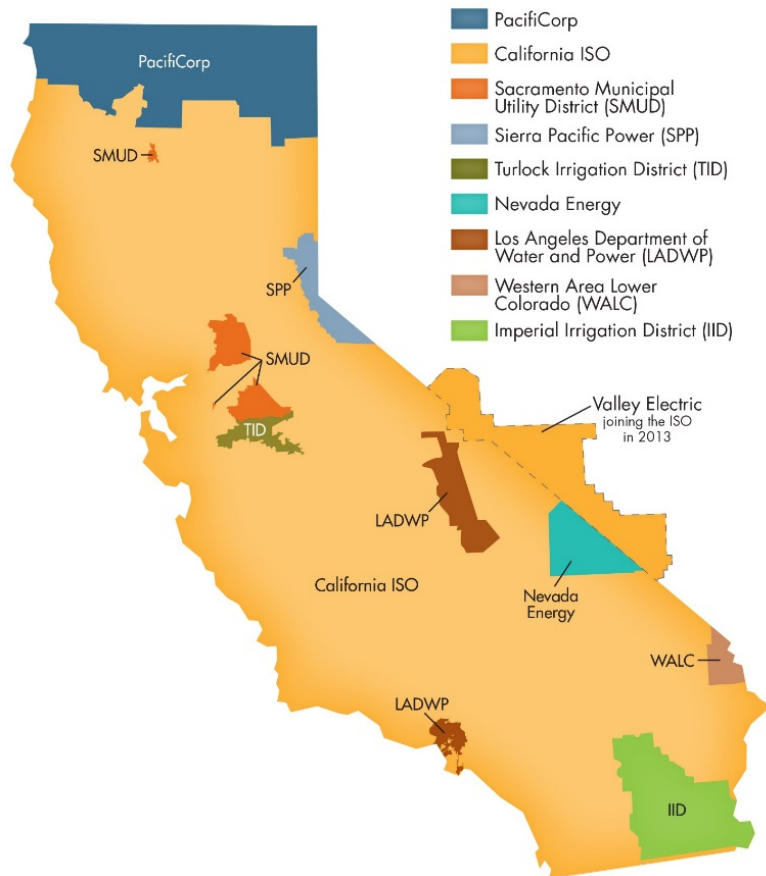 PacifiCorp
PacifiCorp
California ISO
Sacramento Municipal
Utility District (SMUD)
Sierra Pacific Power (SPP)
Turlock Irrigation District (TID)
Nevada Energy
Los Angeles Department of
Water and Power (LADWP)
Western Area Lower
Colorado (WALC)
Imperial Irrigation District (IID)
SMUD
SPP
SMUD
TID
Valley Electric
joining the ISO
in 2013
LADWP
California ISO
Nevada
Energy
WALC
LADWP
IID